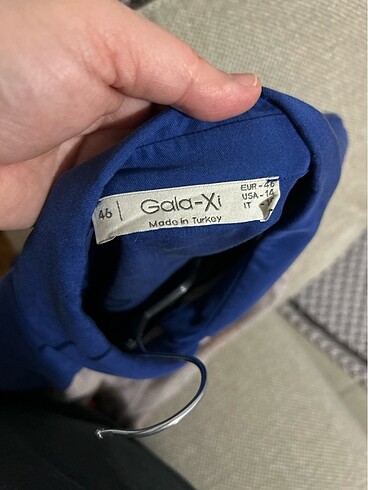 46
Gala-Xi
Made in Turkey
EUR - 46
USA - 14
IT